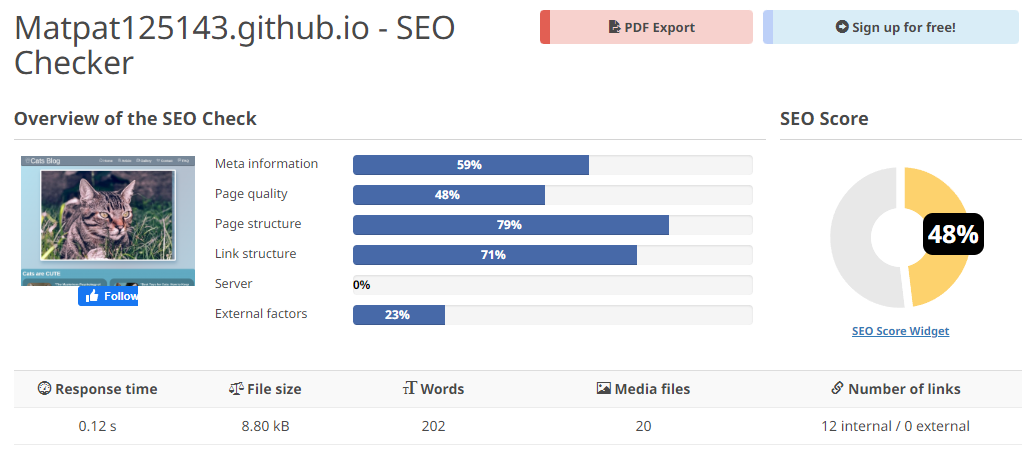 Matpat125143.github.io - SEO
Checker
PDF Export
Sign up for free!
Overview of the SEO Check
SEO Score
Cats Blog
Cats are CUTE
Follow
Meta information 59%
Page quality 48%
Page structure 79%
Link structure 71%
Server 0%
External factors 23%
48%
SEO Score Widget
Response time File size Words Media files Number of links
0.12 s 8.80 kB 202 20 12 internal / 0 external